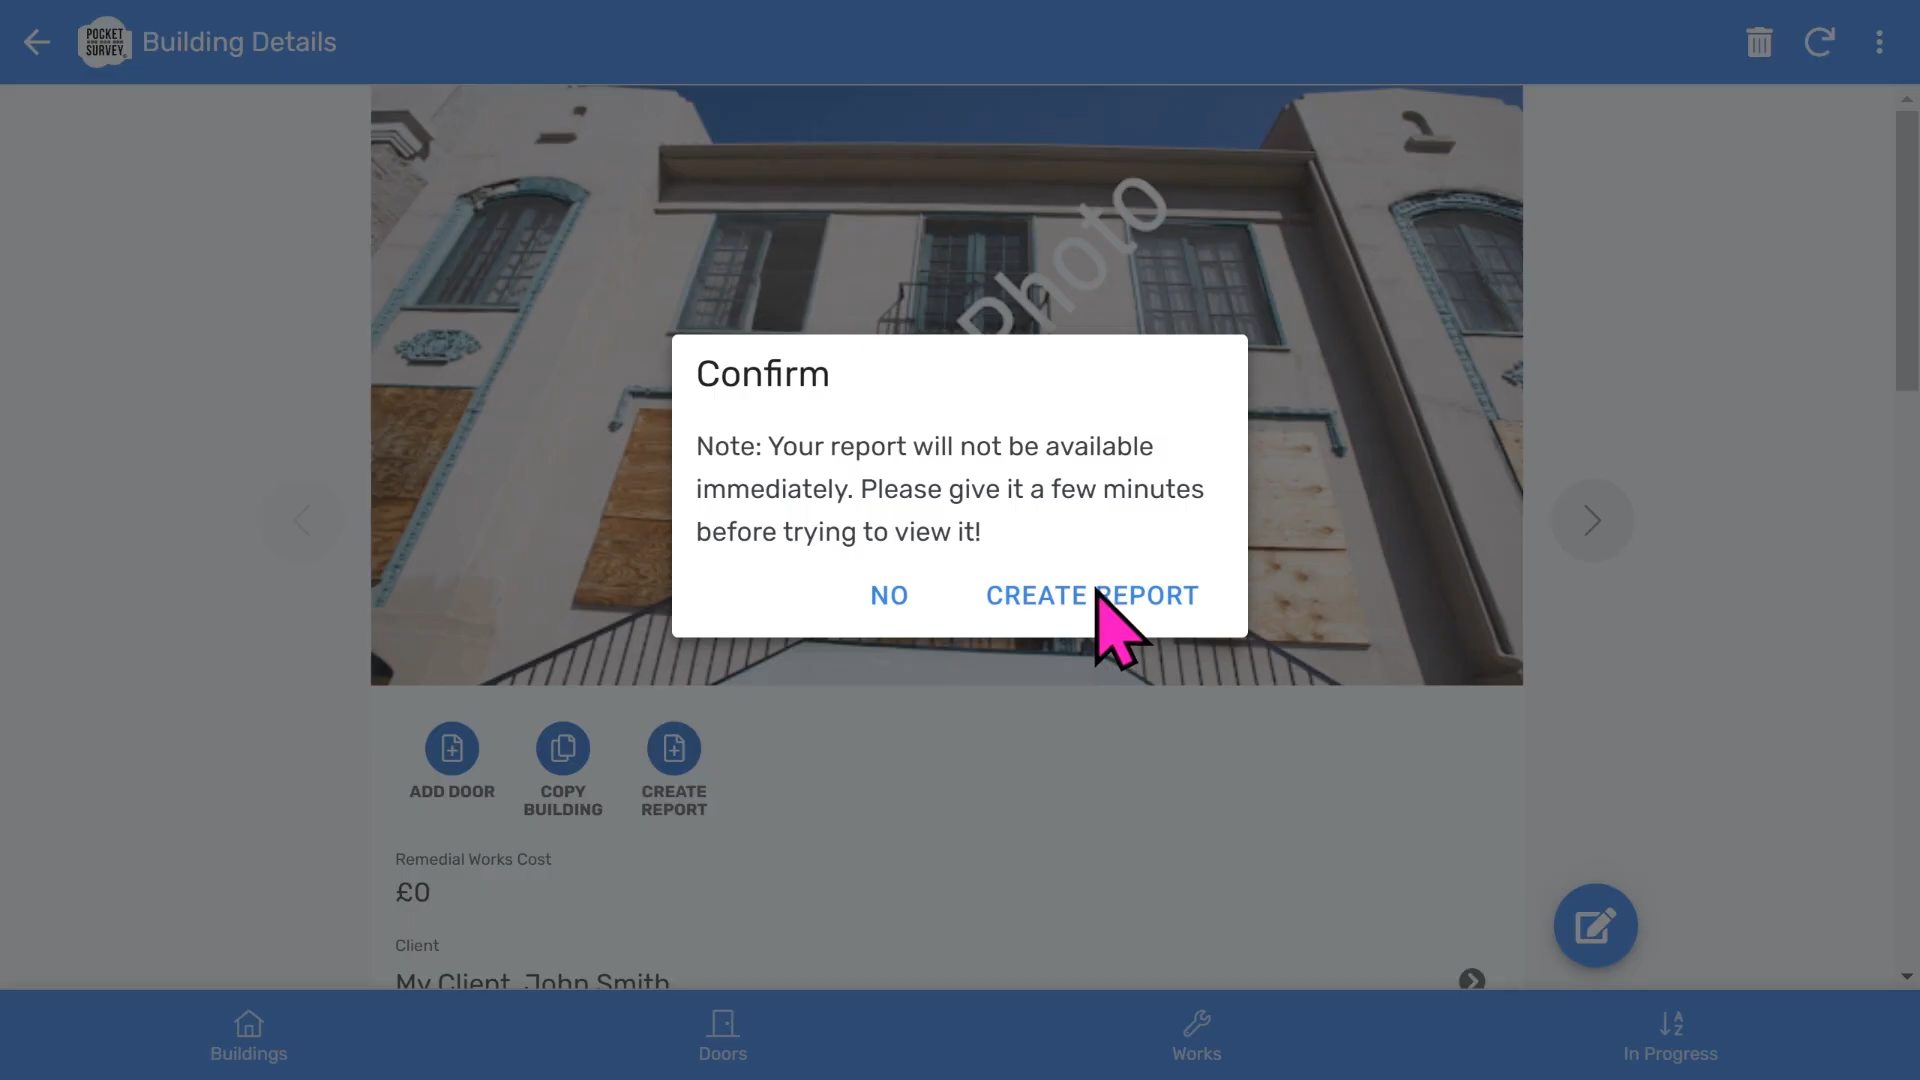 POCKET
SURVEY
Building Details
Photo
Confirm
Note: Your report will not be available
immediately. Please give it a few minutes
before trying to view it!
NO
CREATE REPORT
ADD DOOR
COPY
BUILDING
CREATE
REPORT
Remedial Works Cost
£0
Client
My Client, John Smith
Buildings
Doors
Works
In Progress